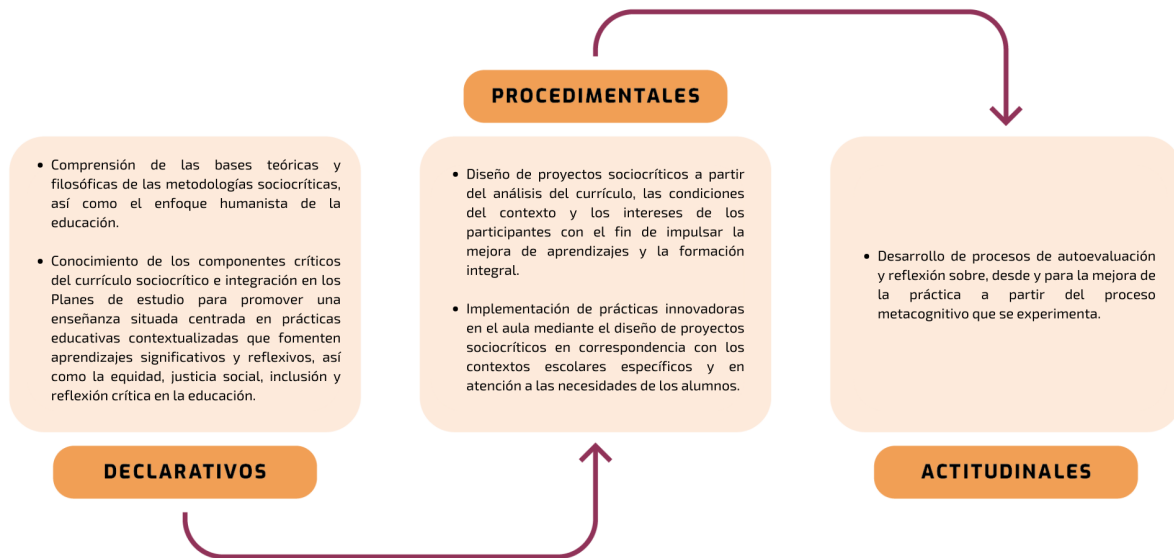 DECLARATIVOS
• Comprensión de las bases teóricas y
filosóficas de las metodologías sociocríticas,
así como el enfoque humanista de la
educación.
• Conocimiento de los componentes críticos
del currículo sociocrítico e integración en los
Planes de estudio para promover una
enseñanza situada centrada en prácticas
educativas contextualizadas que fomenten
aprendizajes significativos y reflexivos, así
como la equidad, justicia social, inclusión y
reflexión crítica en la educación.
PROCEDIMENTALES
• Diseño de proyectos sociocríticos a partir
del análisis del currículo, las condiciones
del contexto y los intereses de los
participantes con el fin de impulsar la
mejora de aprendizajes y la formación
integral.
• Implementación de prácticas innovadoras
en el aula mediante el diseño de proyectos
sociocríticos en correspondencia con los
contextos escolares específicos y en
atención a las necesidades de los alumnos.
ACTITUDINALES
• Desarrollo de procesos de autoevaluación
y reflexión sobre, desde y para la mejora de
la práctica a partir del proceso
metacognitivo que se experimenta.